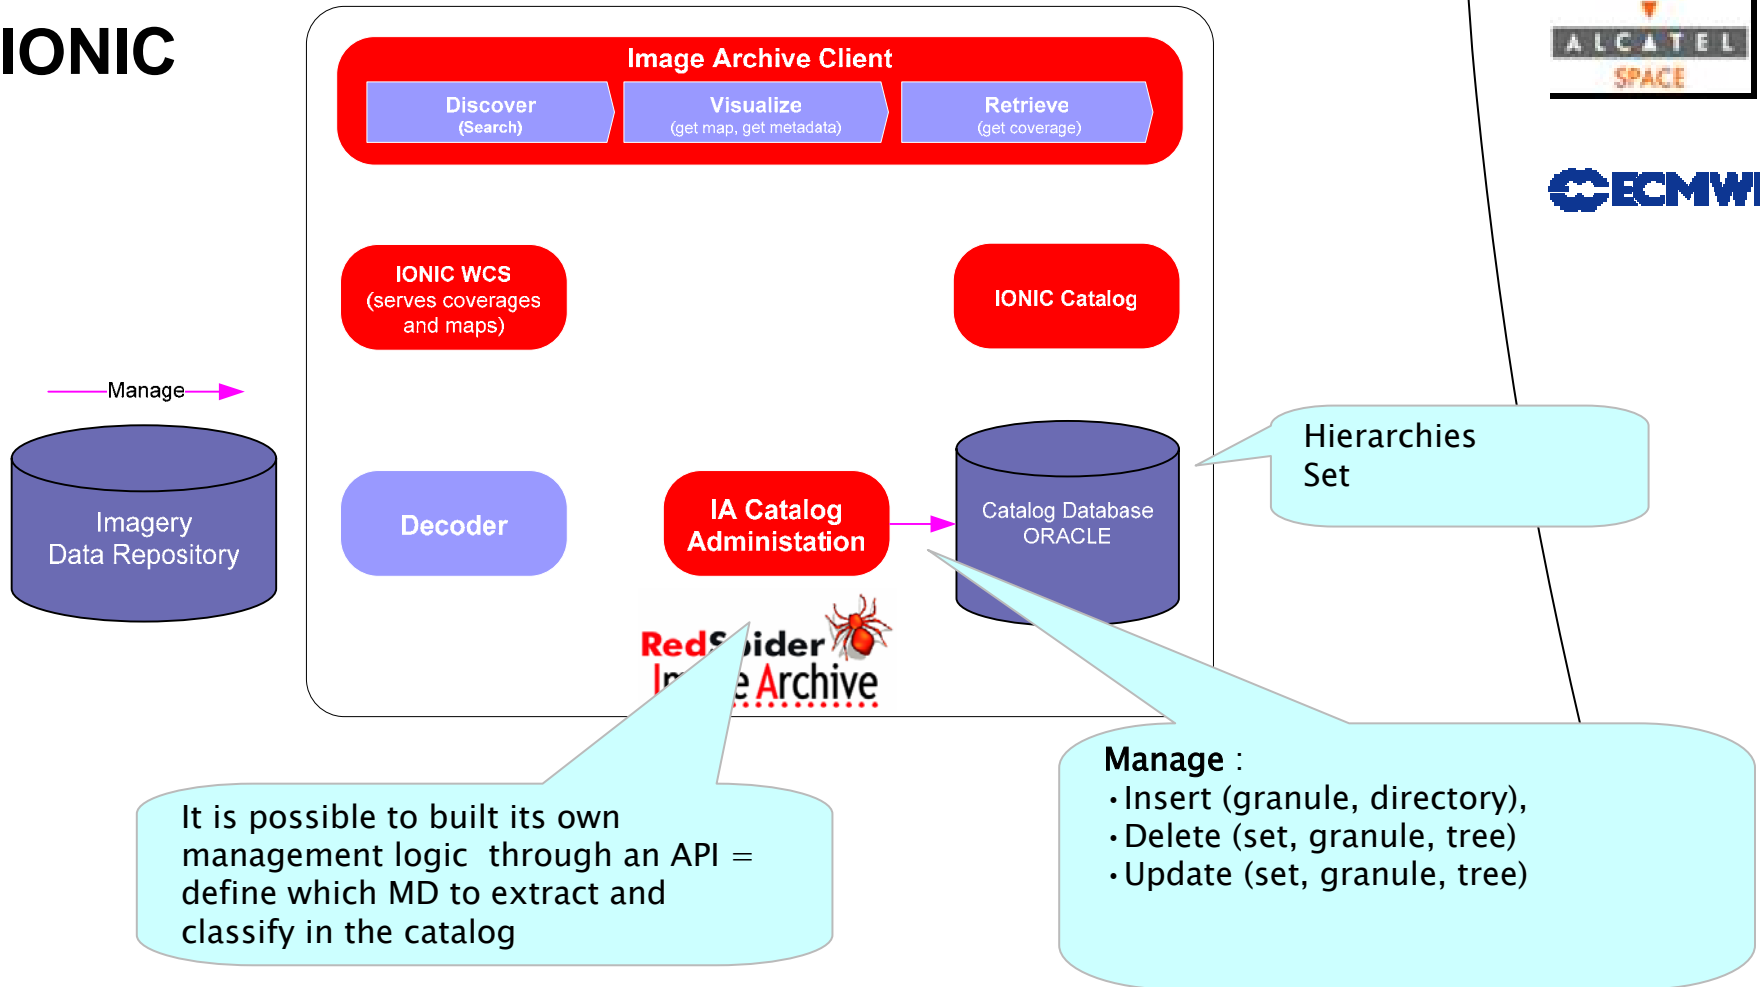 IONIC
Image Archive Client
Discover
(Search)
Visualize
(get map, get metadata)
Retrieve
(get coverage)
ALCATEL
SPACE
ECMW
IONIC WCS
(serves coverages
and maps)
IONIC Catalog
Manage
Imagery
Data Repository
Decoder
IA Catalog
Administation
Catalog Database
ORACLE
Hierarchies
Set
RedSpider
Archive
It is possible to built its own
management logic through an API =
define which MD to extract and
classify in the catalog
Manage :
• Insert (granule, directory),
• Delete (set, granule, tree)
• Update (set, granule, tree)